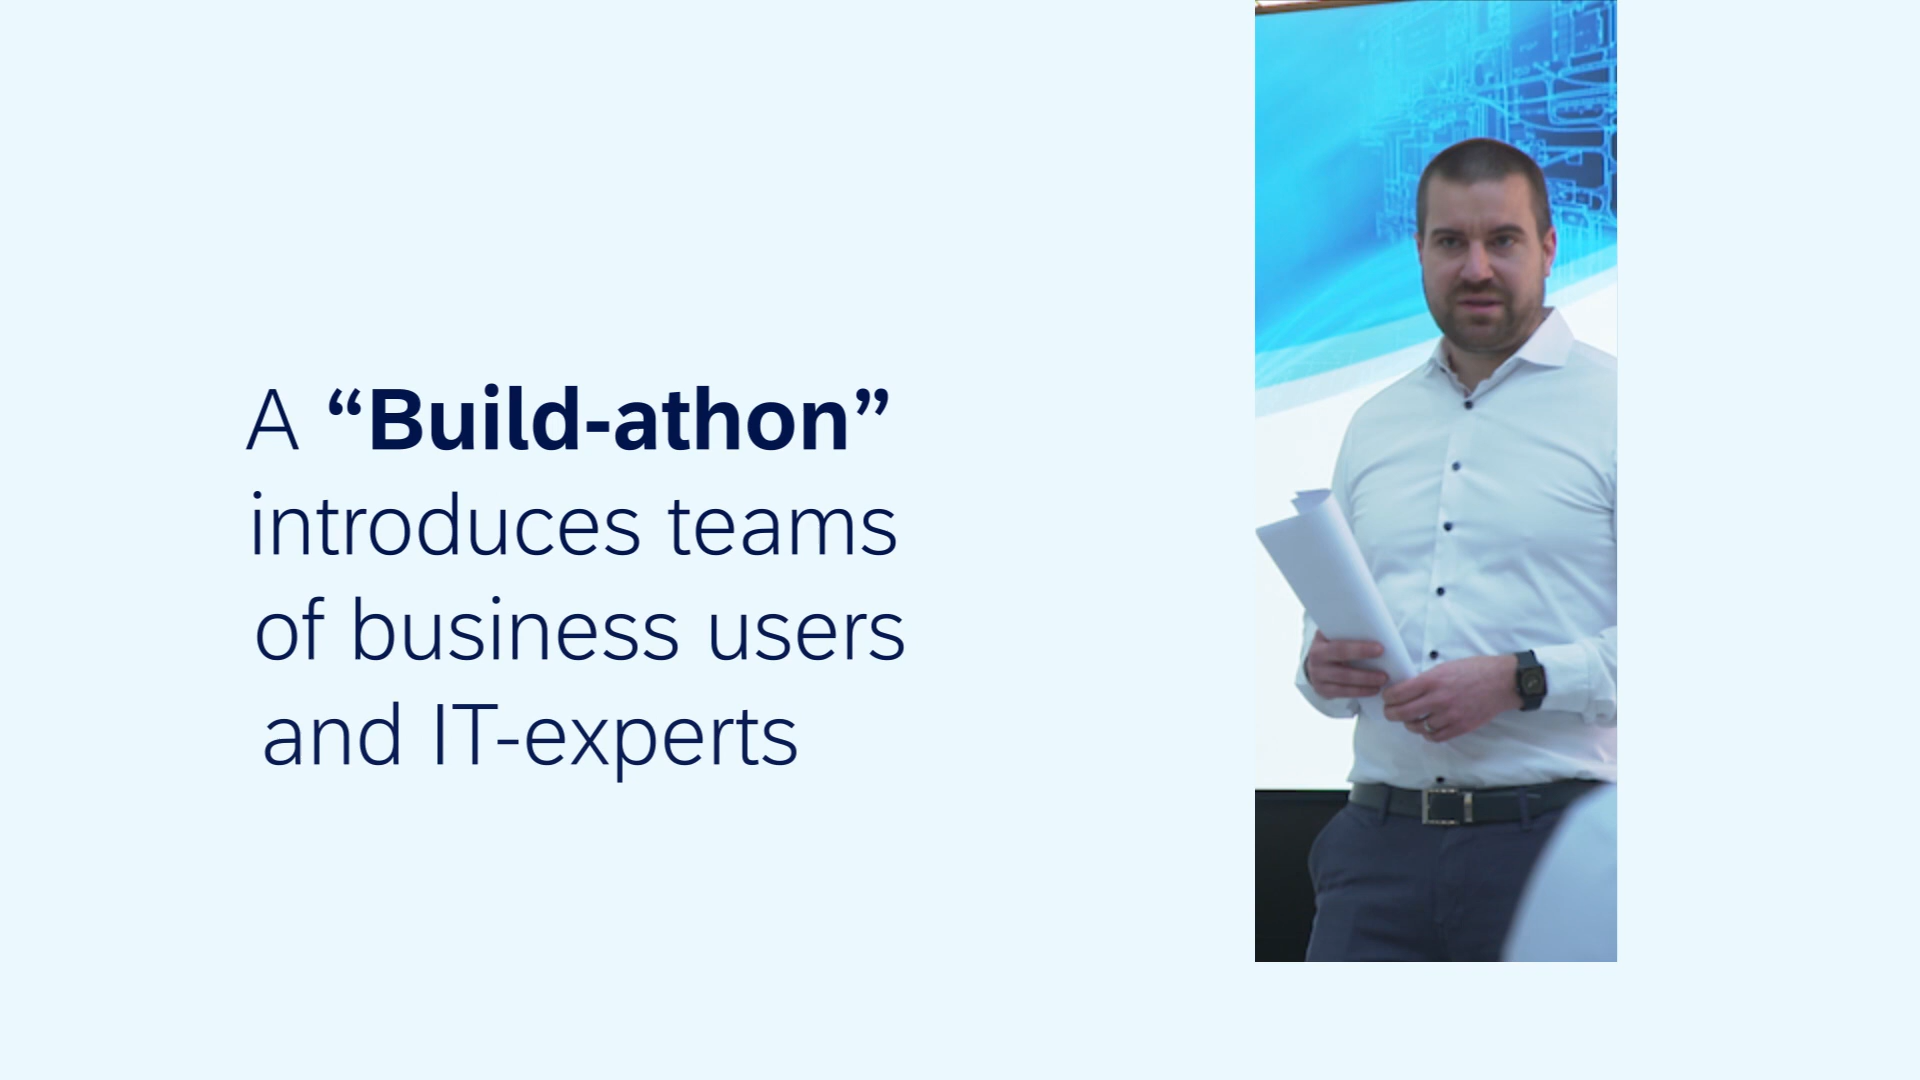 A “Build-athon”
introduces teams
of business users
and IT-experts